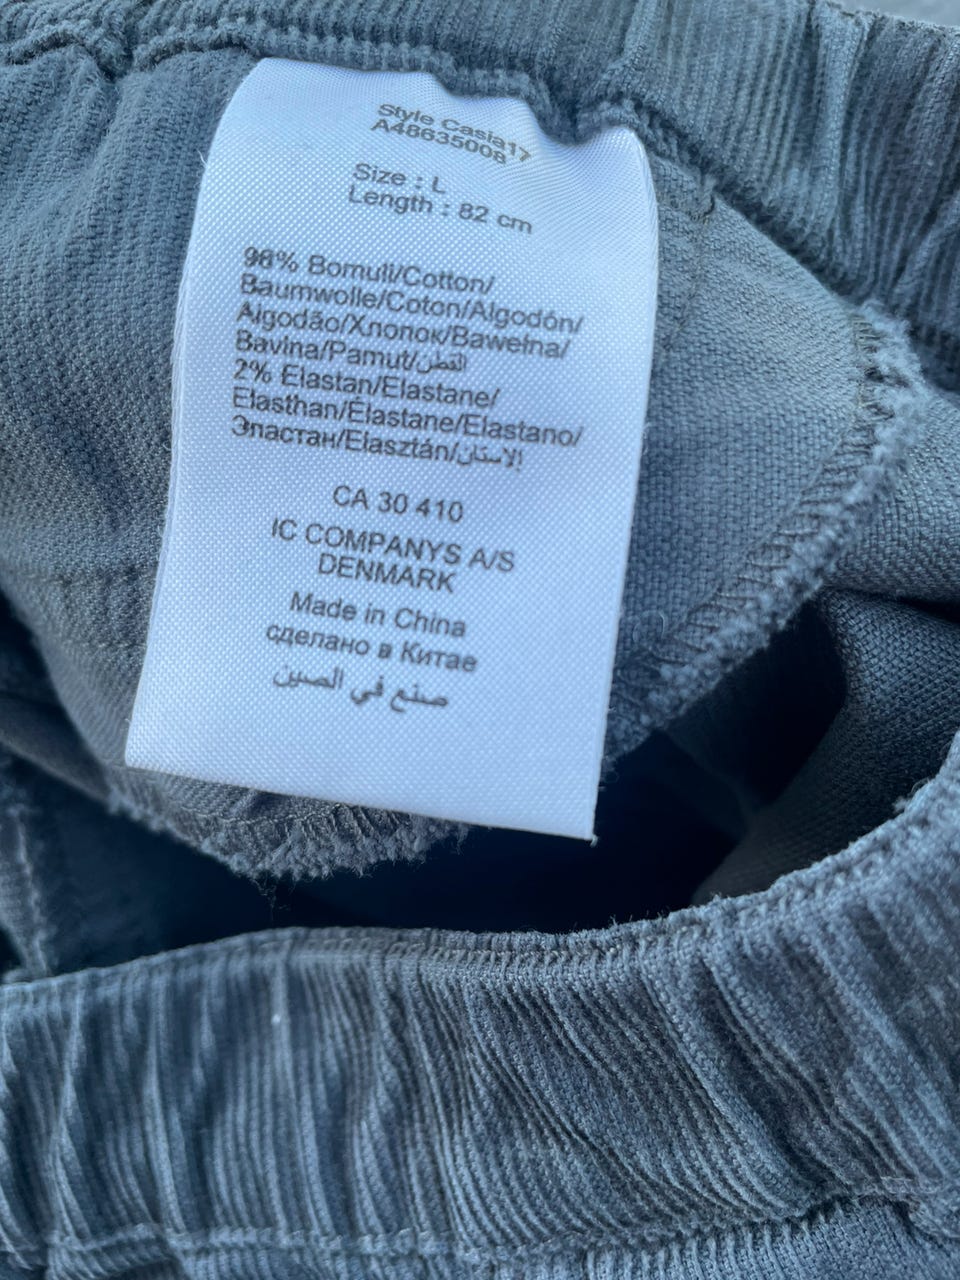 Style Casia17
A48635008
Size : L
Length : 82 cm
98% Bomull/Cotton/
Baumwolle/Coton/Algodón/
Algodão/Хлопок/Bawełna/
Bavlna/Pamut/القطن
2% Elastan/Elastane/
Elasthan/Élastane/Elastano/
Эластан/Elasztán/الاستان
CA 30 410
IC COMPANYS A/S
DENMARK
Made in China
сделано в Китае
صنع في الصين